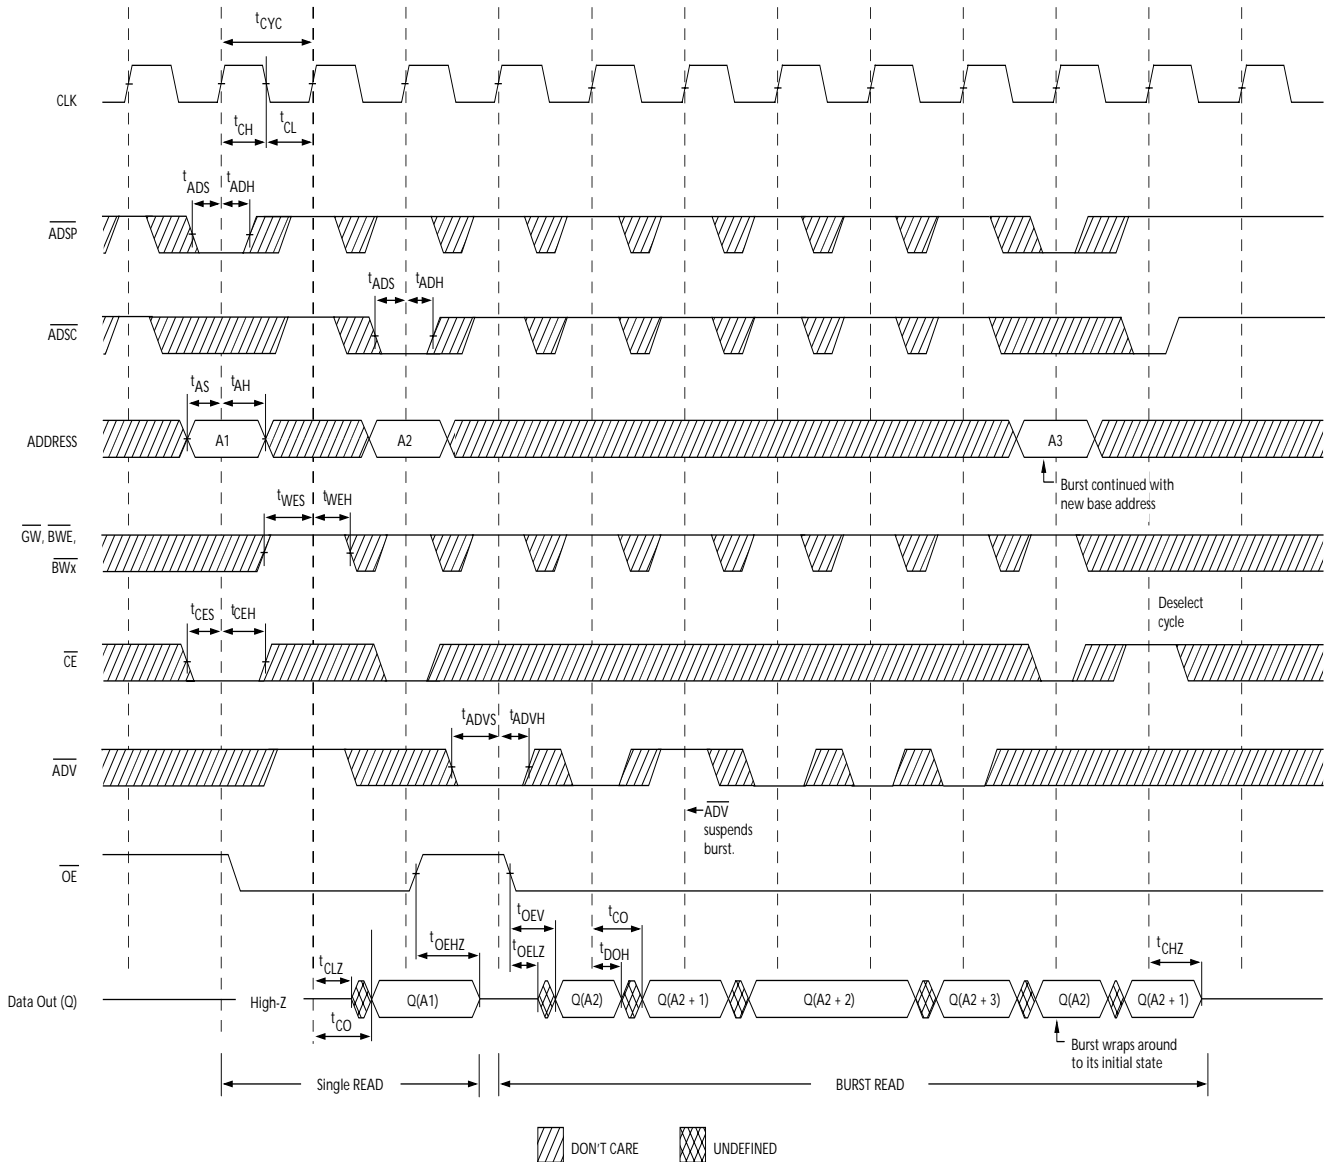 tCYC
CLK
tCH
tCL
tADS
tADH
ADSP
tADS
tADH
ADSC
tAS
tAH
ADDRESS
A1
A2
A3
Burst continued with
new base address
tWES
tWEH
GW, BWE,
BWx
Deselect
cycle
tCES
tCEH
CE
tADVS
tADVH
ADV
ADV
suspends
burst.
OE
tOEV
tCO
tOEHZ
tOELZ
tDOH
tCHZ
tCLZ
Data Out (Q)
High-Z
Q(A1)
Q(A2)
Q(A2 + 1)
Q(A2 + 2)
Q(A2 + 3)
Q(A2)
Q(A2 + 1)
tCO
Burst wraps around
to its initial state
Single READ
BURST READ
DON'T CARE
UNDEFINED